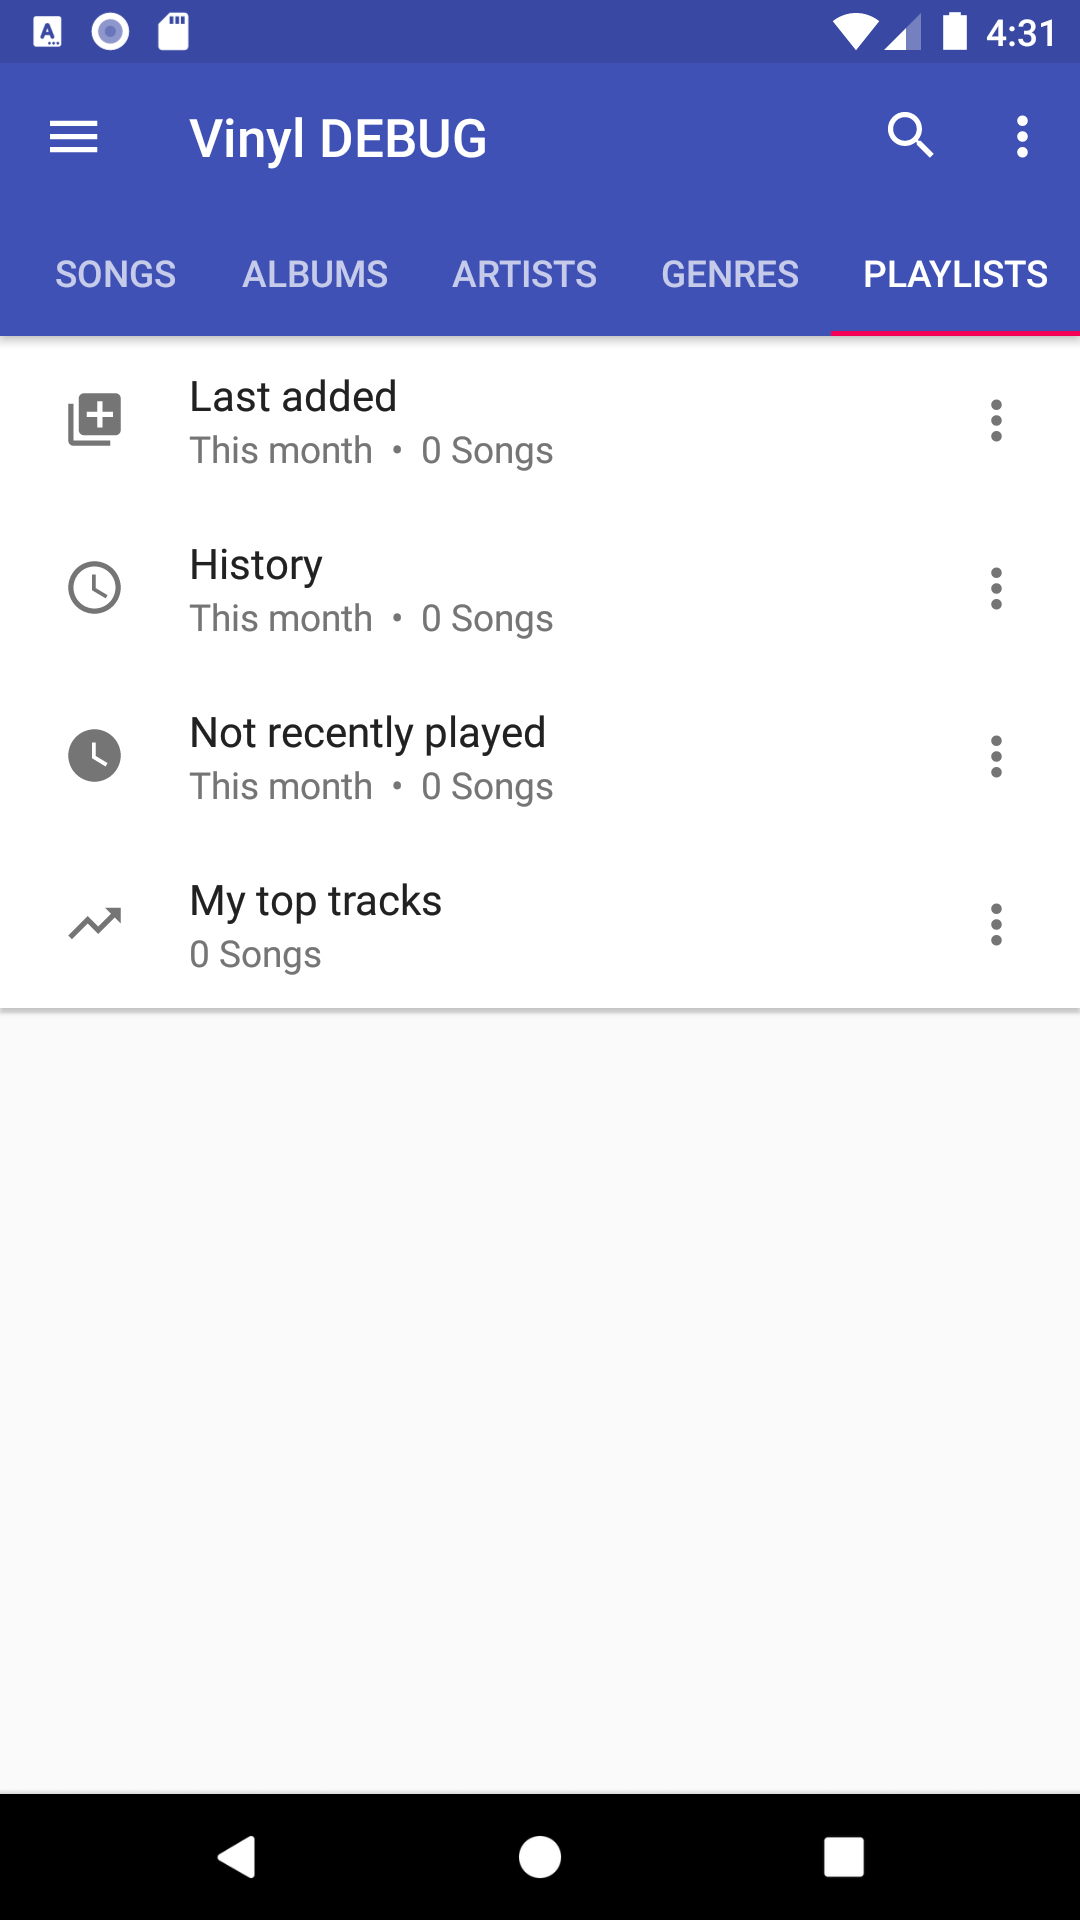 4:31
Vinyl DEBUG
SONGS ALBUMS ARTISTS GENRES PLAYLISTS
Last added
This month • 0 Songs
History
This month • 0 Songs
Not recently played
This month • 0 Songs
My top tracks
0 Songs